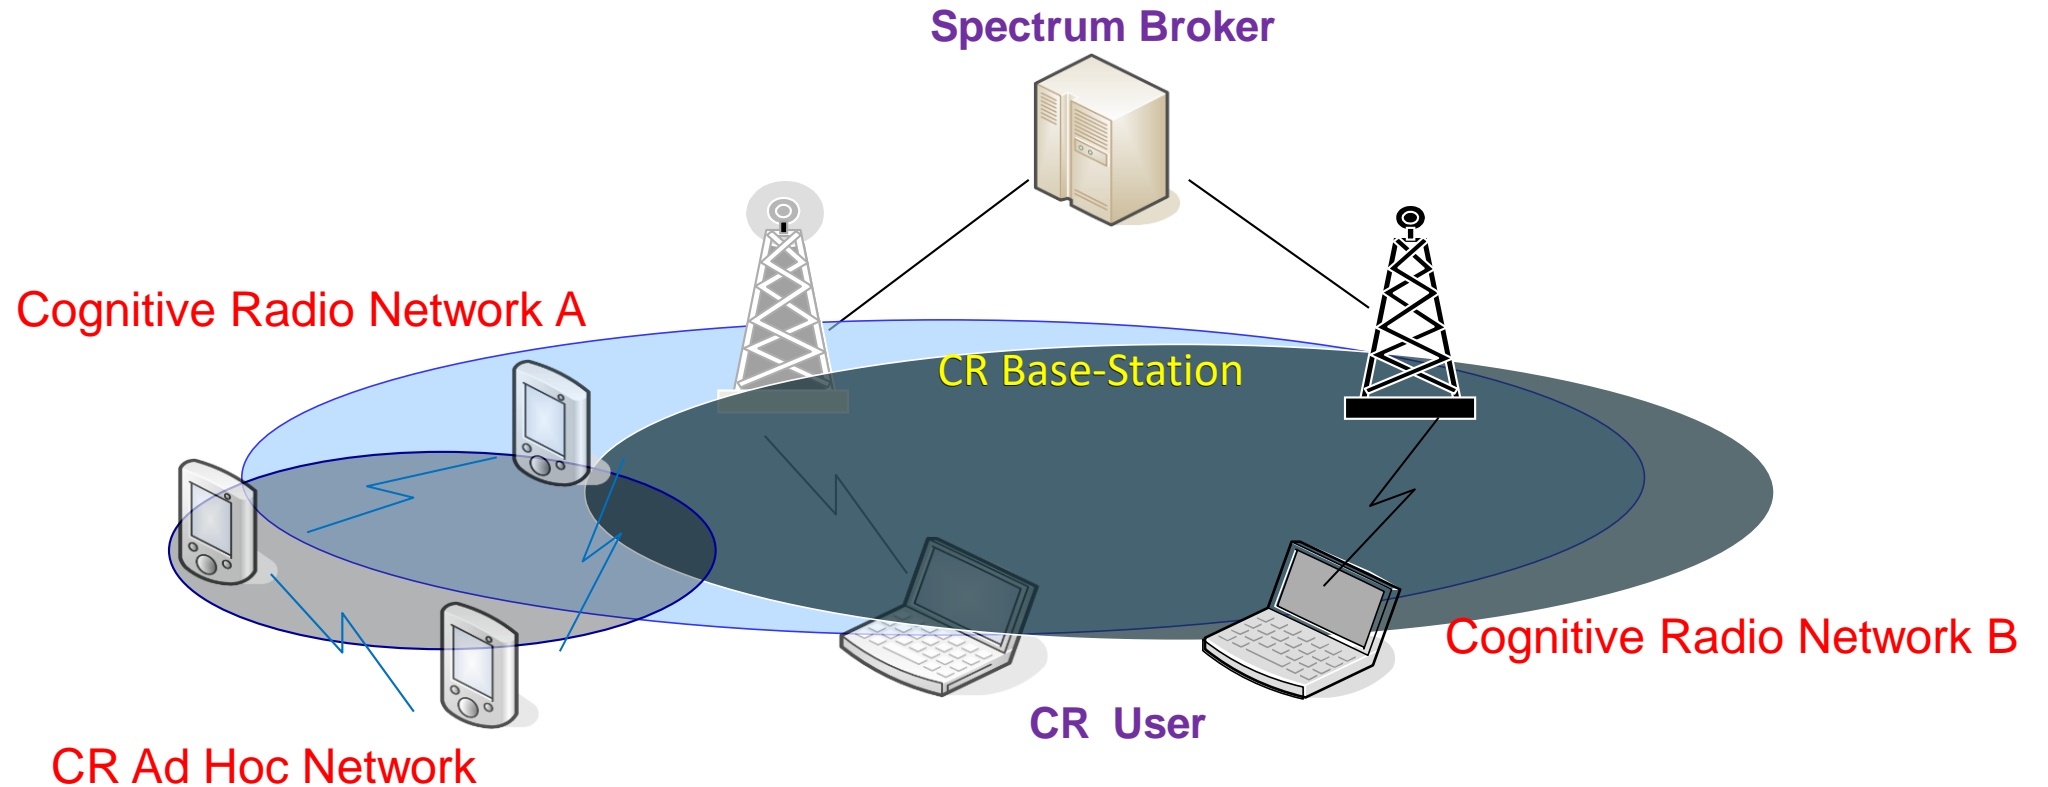 Spectrum Broker
Cognitive Radio Network A
CR Base-Station
Cognitive Radio Network B
CR  User
CR Ad Hoc Network